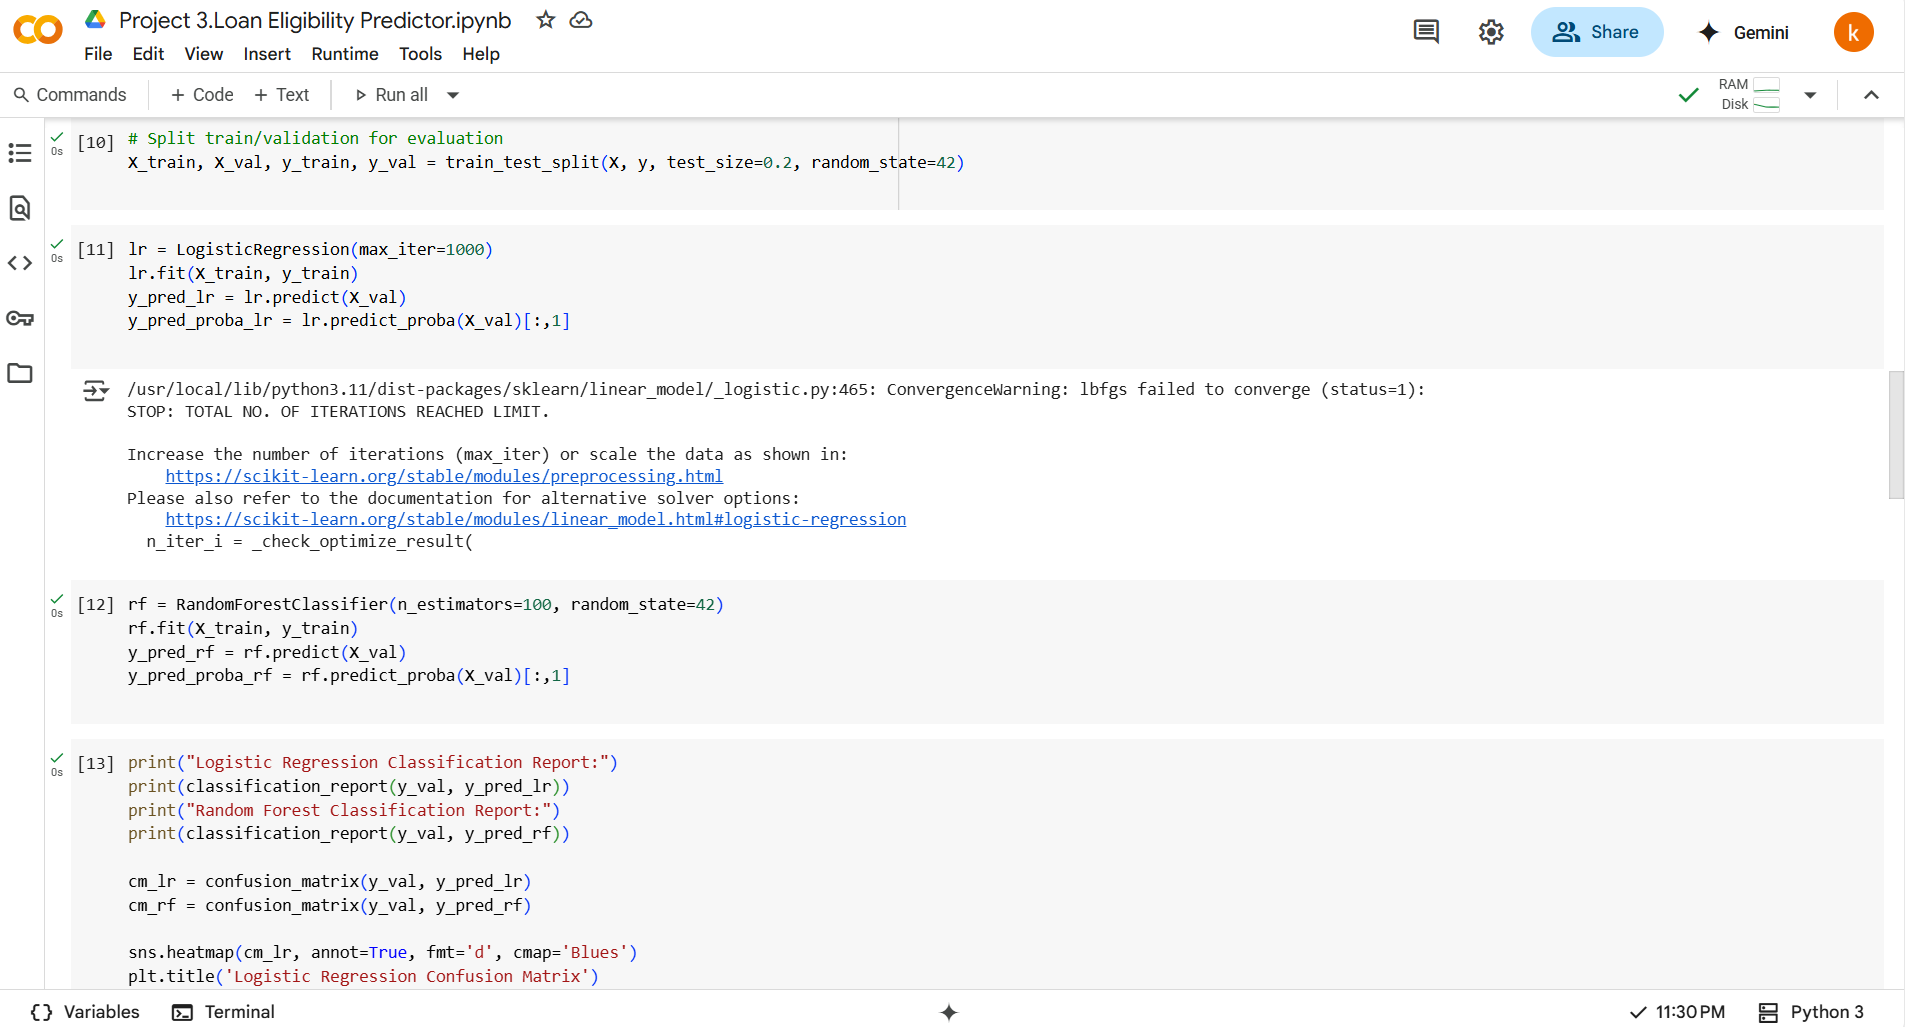 Project 3.Loan Eligibility Predictor.ipynb
File Edit View Insert Runtime Tools Help
Share
Gemini
k
Commands + Code + Text Run all
RAM
Disk
0s
[10] # Split train/validation for evaluation
X_train, X_val, y_train, y_val = train_test_split(X, y, test_size=0.2, random_state=42)
0s
[11] lr = LogisticRegression(max_iter=1000)
lr.fit(X_train, y_train)
y_pred_lr = lr.predict(X_val)
y_pred_proba_lr = lr.predict_proba(X_val)[:,1]
/usr/local/lib/python3.11/dist-packages/sklearn/linear_model/_logistic.py:465: ConvergenceWarning: lbfgs failed to converge (status=1):
STOP: TOTAL NO. OF ITERATIONS REACHED LIMIT.
Increase the number of iterations (max_iter) or scale the data as shown in:
https://scikit-learn.org/stable/modules/preprocessing.html
Please also refer to the documentation for alternative solver options:
https://scikit-learn.org/stable/modules/linear_model.html#logistic-regression
n_iter_i = _check_optimize_result(
0s
[12] rf = RandomForestClassifier(n_estimators=100, random_state=42)
rf.fit(X_train, y_train)
y_pred_rf = rf.predict(X_val)
y_pred_proba_rf = rf.predict_proba(X_val)[:,1]
0s
[13] print("Logistic Regression Classification Report:")
print(classification_report(y_val, y_pred_lr))
print("Random Forest Classification Report:")
print(classification_report(y_val, y_pred_rf))
cm_lr = confusion_matrix(y_val, y_pred_lr)
cm_rf = confusion_matrix(y_val, y_pred_rf)
sns.heatmap(cm_lr, annot=True, fmt='d', cmap='Blues')
plt.title('Logistic Regression Confusion Matrix')
Variables Terminal
11:30 PM Python 3